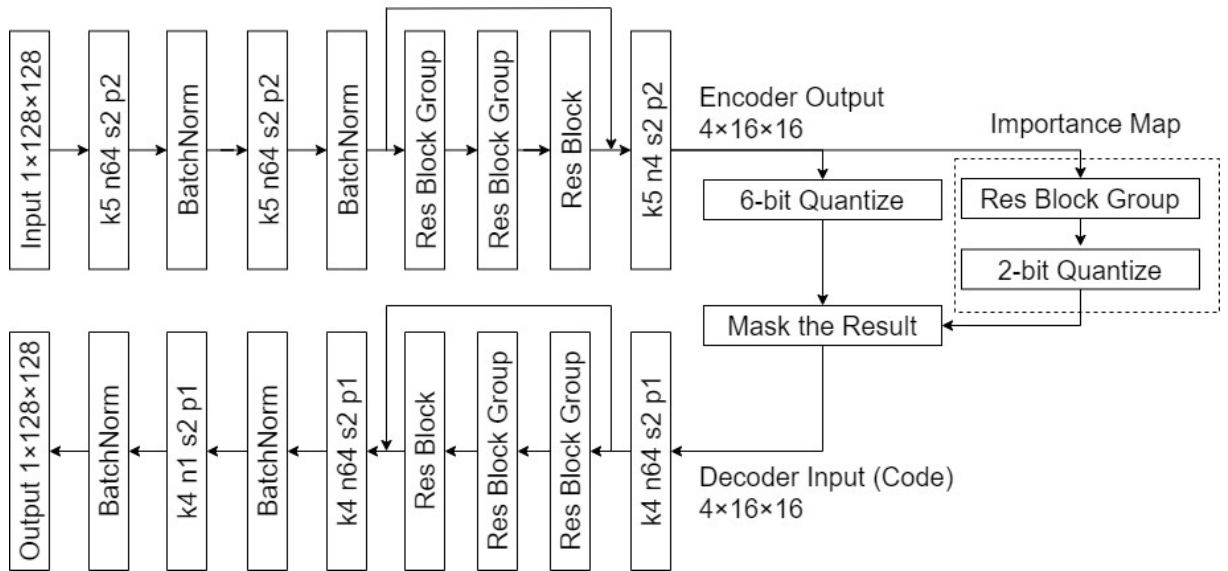 Input 1×128×128
k5 n64 s2 p2
BatchNorm
k5 n64 s2 p2
BatchNorm
Res Block Group
Res Block Group
Res Block
k5 n4 s2 p2
Encoder Output
4×16×16
Importance Map
6-bit Quantize
Res Block Group
2-bit Quantize
Mask the Result
Output 1×128×128
BatchNorm
k4 n1 s2 p1
BatchNorm
k4 n64 s2 p1
Res Block
Res Block Group
Res Block Group
k4 n64 s2 p1
Decoder Input (Code)
4×16×16